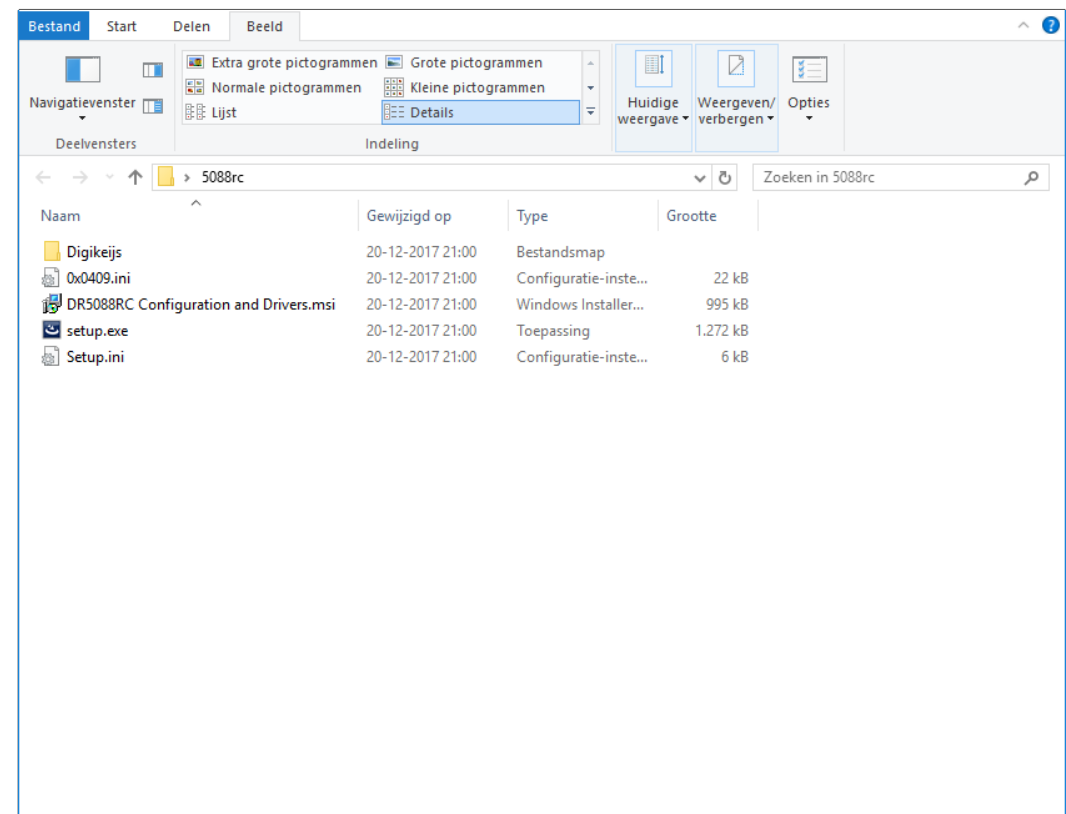 Bestand Start Delen Beeld
Extra grote pictogrammen Grote pictogrammen
Normale pictogrammen Kleine pictogrammen
Lijst Details
Navigatievenster
Huidige weergave
Weergeven/ verbergen
Opties
Deelvensters Indeling
5088rc Zoeken in 5088rc
Naam Gewijzigd op Type Grootte
Digikeijs 20-12-2017 21:00 Bestandsmap
0x0409.ini 20-12-2017 21:00 Configuratie-inste... 22 kB
DR5088RC Configuration and Drivers.msi 20-12-2017 21:00 Windows Installer... 995 kB
setup.exe 20-12-2017 21:00 Toepassing 1.272 kB
Setup.ini 20-12-2017 21:00 Configuratie-inste... 6 kB